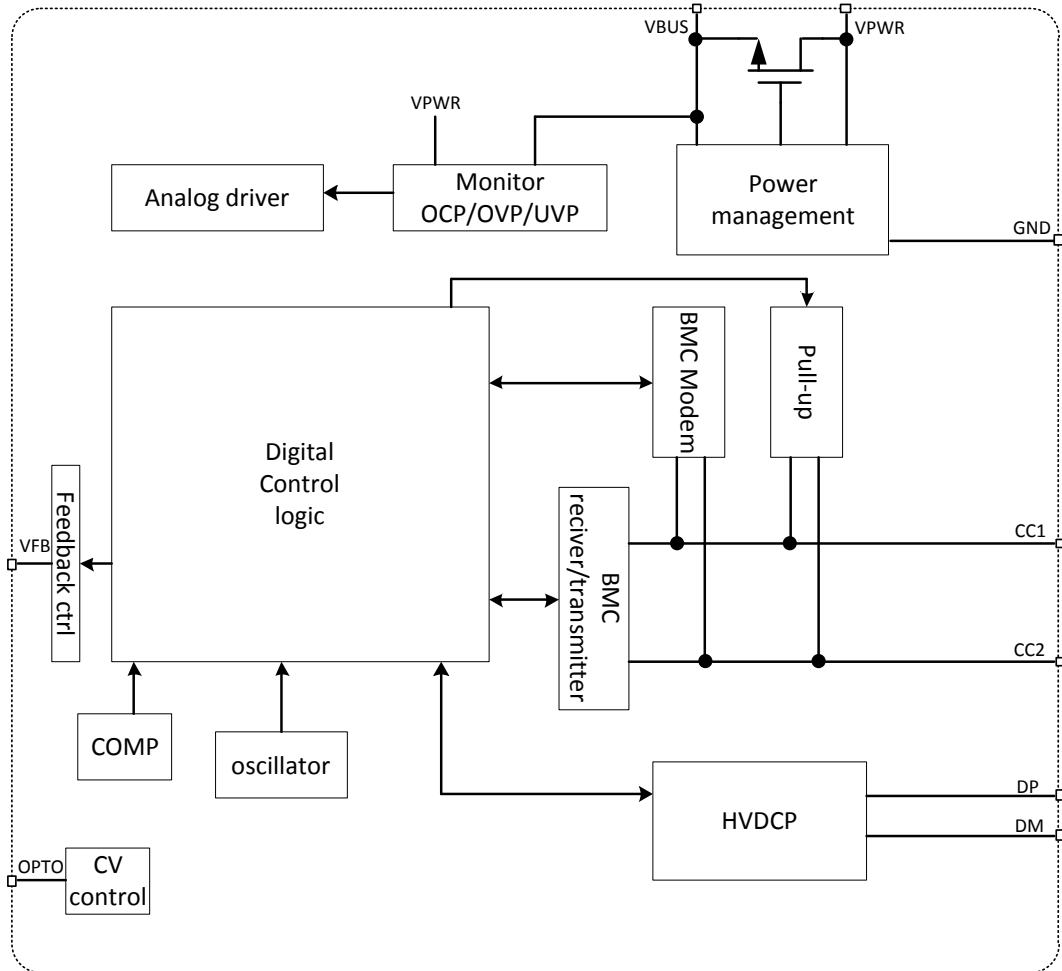 VBUS
VPWR
VPWR
Analog driver
Monitor
OCP/OVP/UVP
Power
management
GND
BMC Modem
Pull-up
Digital
Control
logic
Feedback ctrl
VFB
BMC
reciver/transmitter
CC1
CC2
COMP
oscillator
HVDCP
DP
DM
OPTO
CV
control